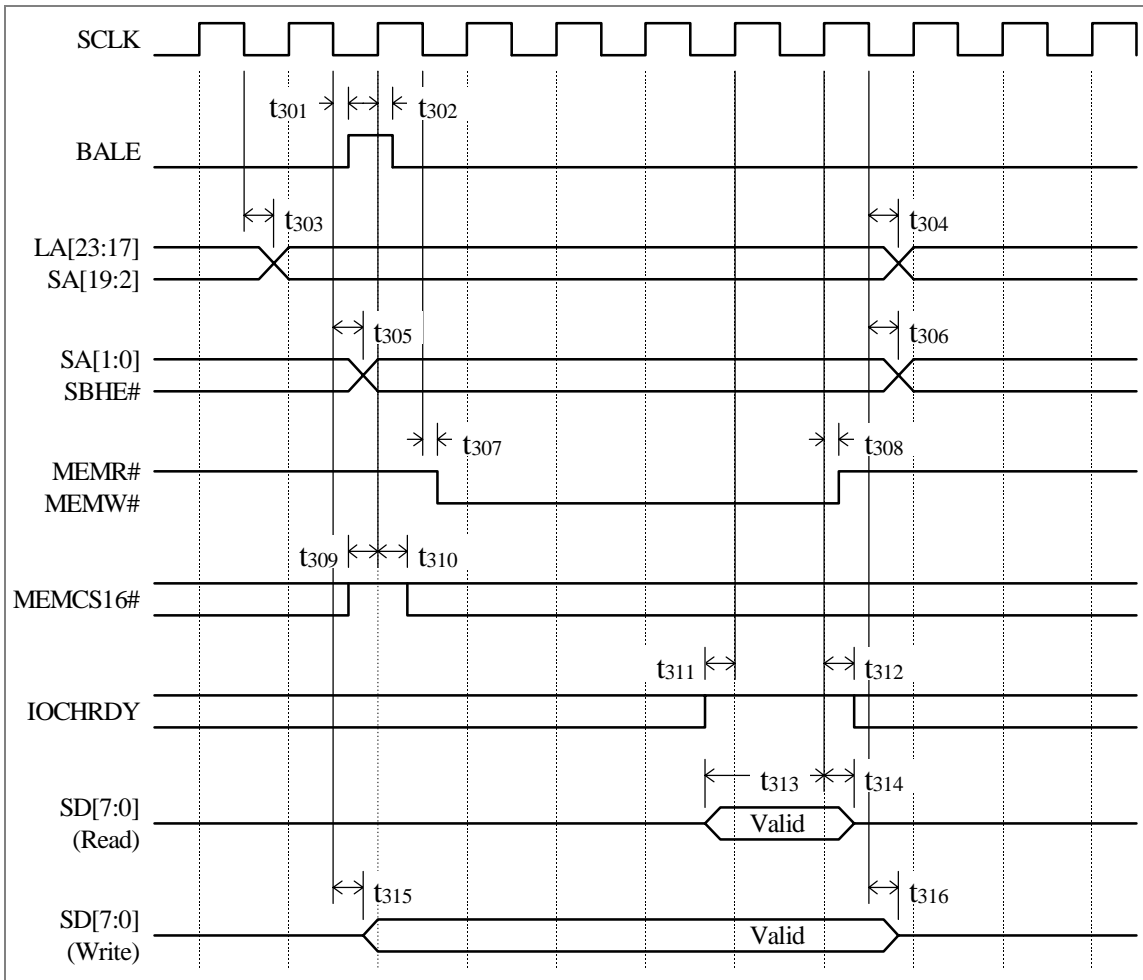 SCLK
t301 t302
BALE
t303 t304
LA[23:17]
SA[19:2]
t305 t306
SA[1:0]
SBHE#
t307 t308
MEMR#
MEMW#
t309 t310
MEMCS16#
t311 t312
IOCHRDY
t313 t314
SD[7:0]
Valid
(Read)
t315 t316
SD[7:0]
Valid
(Write)